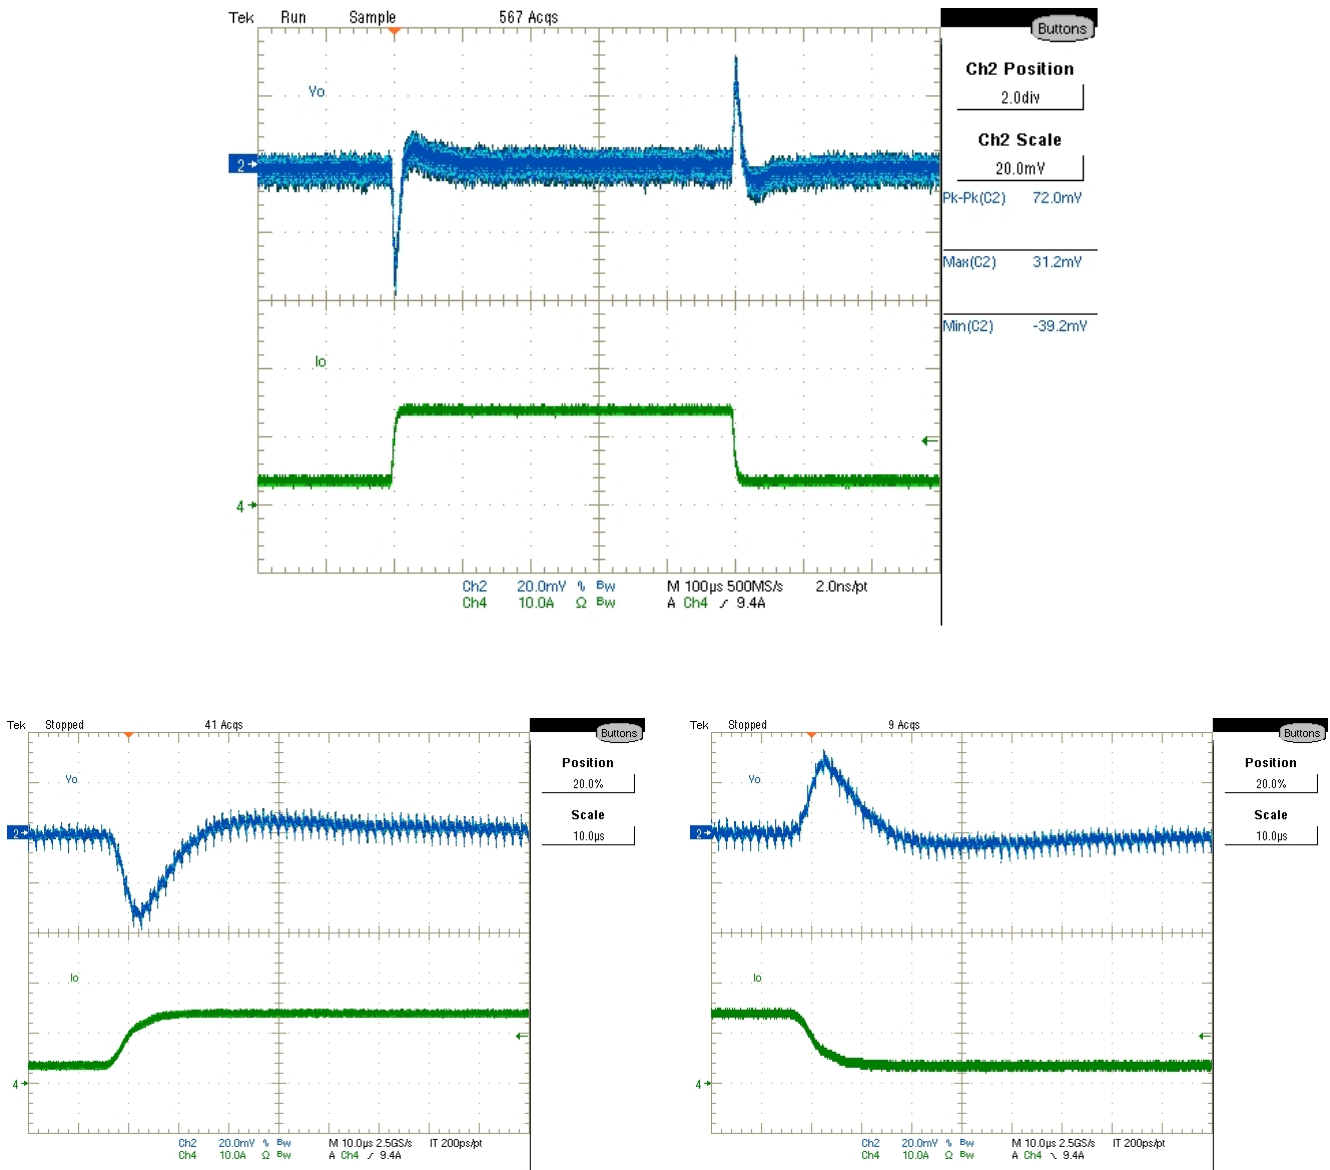 Tek Run Sample 567 Acqs
Buttons
Ch2 Position
2.0div
Ch2 Scale
20.0mV
Pk-Pk(C2) 72.0mV
Max(C2) 31.2mV
Min(C2) -39.2mV
Vo
2
Io
4
Ch2 20.0mV % Bw M 100µs 500MS/s 2.0ns/pt
Ch4 10.0A Ω Bw A Ch4 / 9.4A
Tek Stopped 41 Acqs
Buttons
Position
20.0%
Scale
10.0µs
Vo
2
Io
4
Ch2 20.0mV % Bw M 10.0µs 2.5GS/s IT 200ps/pt
Ch4 10.0A Ω Bw A Ch4 / 9.4A
Tek Stopped 9 Acqs
Buttons
Position
20.0%
Scale
10.0µs
Vo
2
Io
4
Ch2 20.0mV % Bw M 10.0µs 2.5GS/s IT 200ps/pt
Ch4 10.0A Ω Bw A Ch4 \ 9.4A